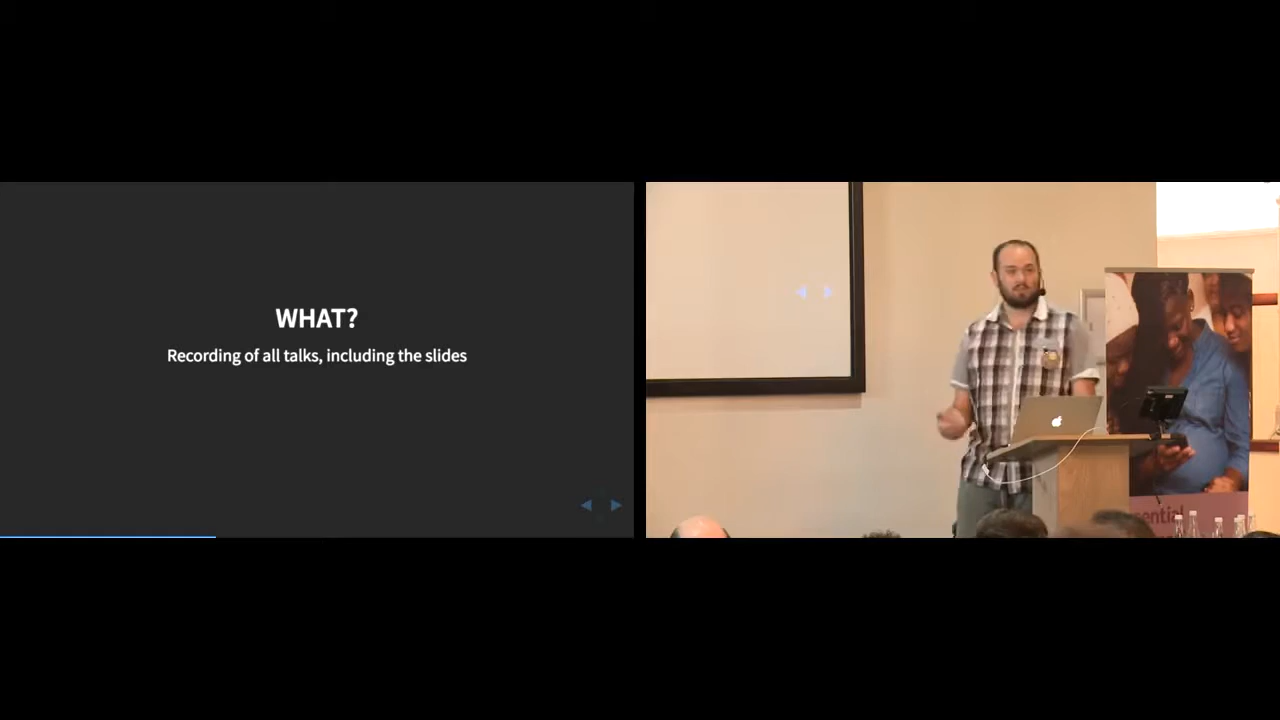 WHAT?
Recording of all talks, including the slides